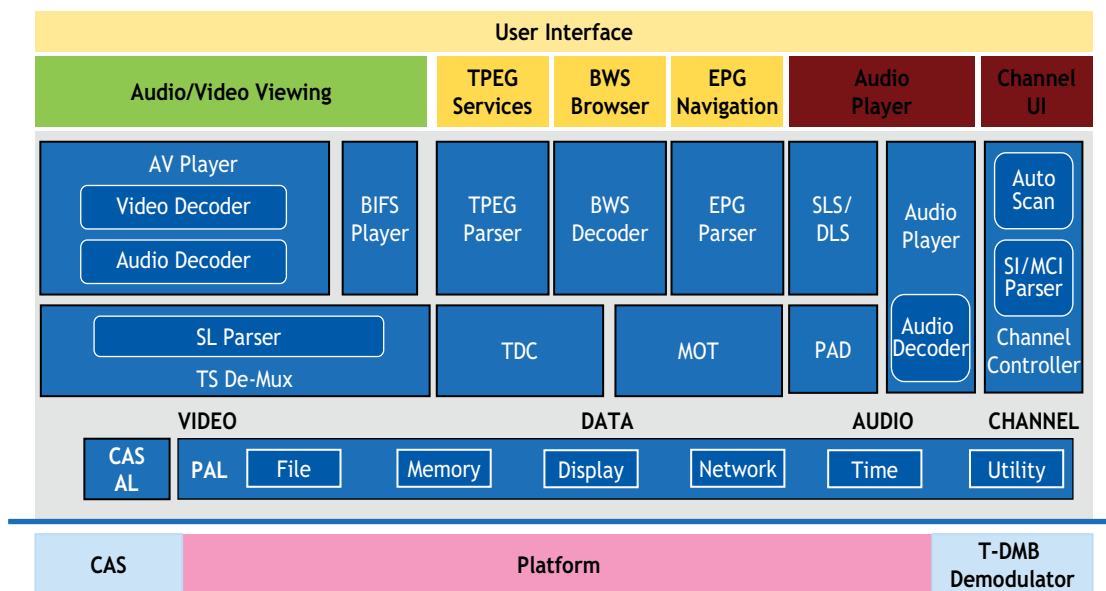 User Interface
Audio/Video Viewing
TPEG
Services
BWS
Browser
EPG
Navigation
Audio
Player
Channel
UI
AV Player
Video Decoder
Audio Decoder
BIFS
Player
TPEG
Parser
BWS
Decoder
EPG
Parser
SLS/
DLS
Audio
Player
Audio
Decoder
Auto
Scan
SI/MCI
Parser
Channel
Controller
SL Parser
TS De-Mux
TDC
MOT
PAD
VIDEO
DATA
AUDIO
CHANNEL
CAS
AL
PAL
File
Memory
Display
Network
Time
Utility
CAS
Platform
T-DMB
Demodulator